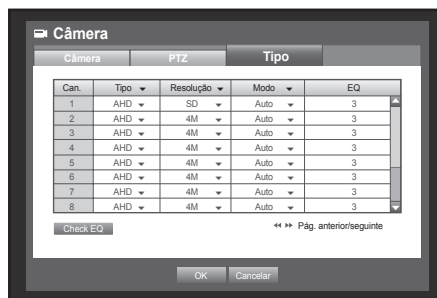 Câmera
Câmera PTZ Tipo
Can. Tipo Resolução Modo EQ
1 AHD SD Auto 3
2 AHD 4M Auto 3
3 AHD 4M Auto 3
4 AHD 4M Auto 3
5 AHD 4M Auto 3
6 AHD 4M Auto 3
7 AHD 4M Auto 3
8 AHD 4M Auto 3
Check EQ Pág. anterior/seguinte
OK Cancelar